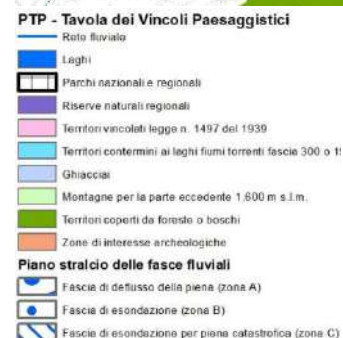 PTP - Tavola dei Vincoli Paesaggistici
Rete fluviale
Laghi
Parchi nazionali e regionali
Riserve naturali regionali
Territori vincolati legge n. 1497 del 1939
Territori contermini ai laghi fiumi torrenti fascia 300 o 1
Ghiacciai
Montagne per la parte eccedente 1.600 m s.l.m.
Territori coperti da foreste o boschi
Zone di interesse archeologiche
Piano stralcio delle fasce fluviali
Fascia di deflusso della piena (zona A)
Fascia di esondazione (zona B)
Fascia di esondazione per piena catastrofica (zona C)